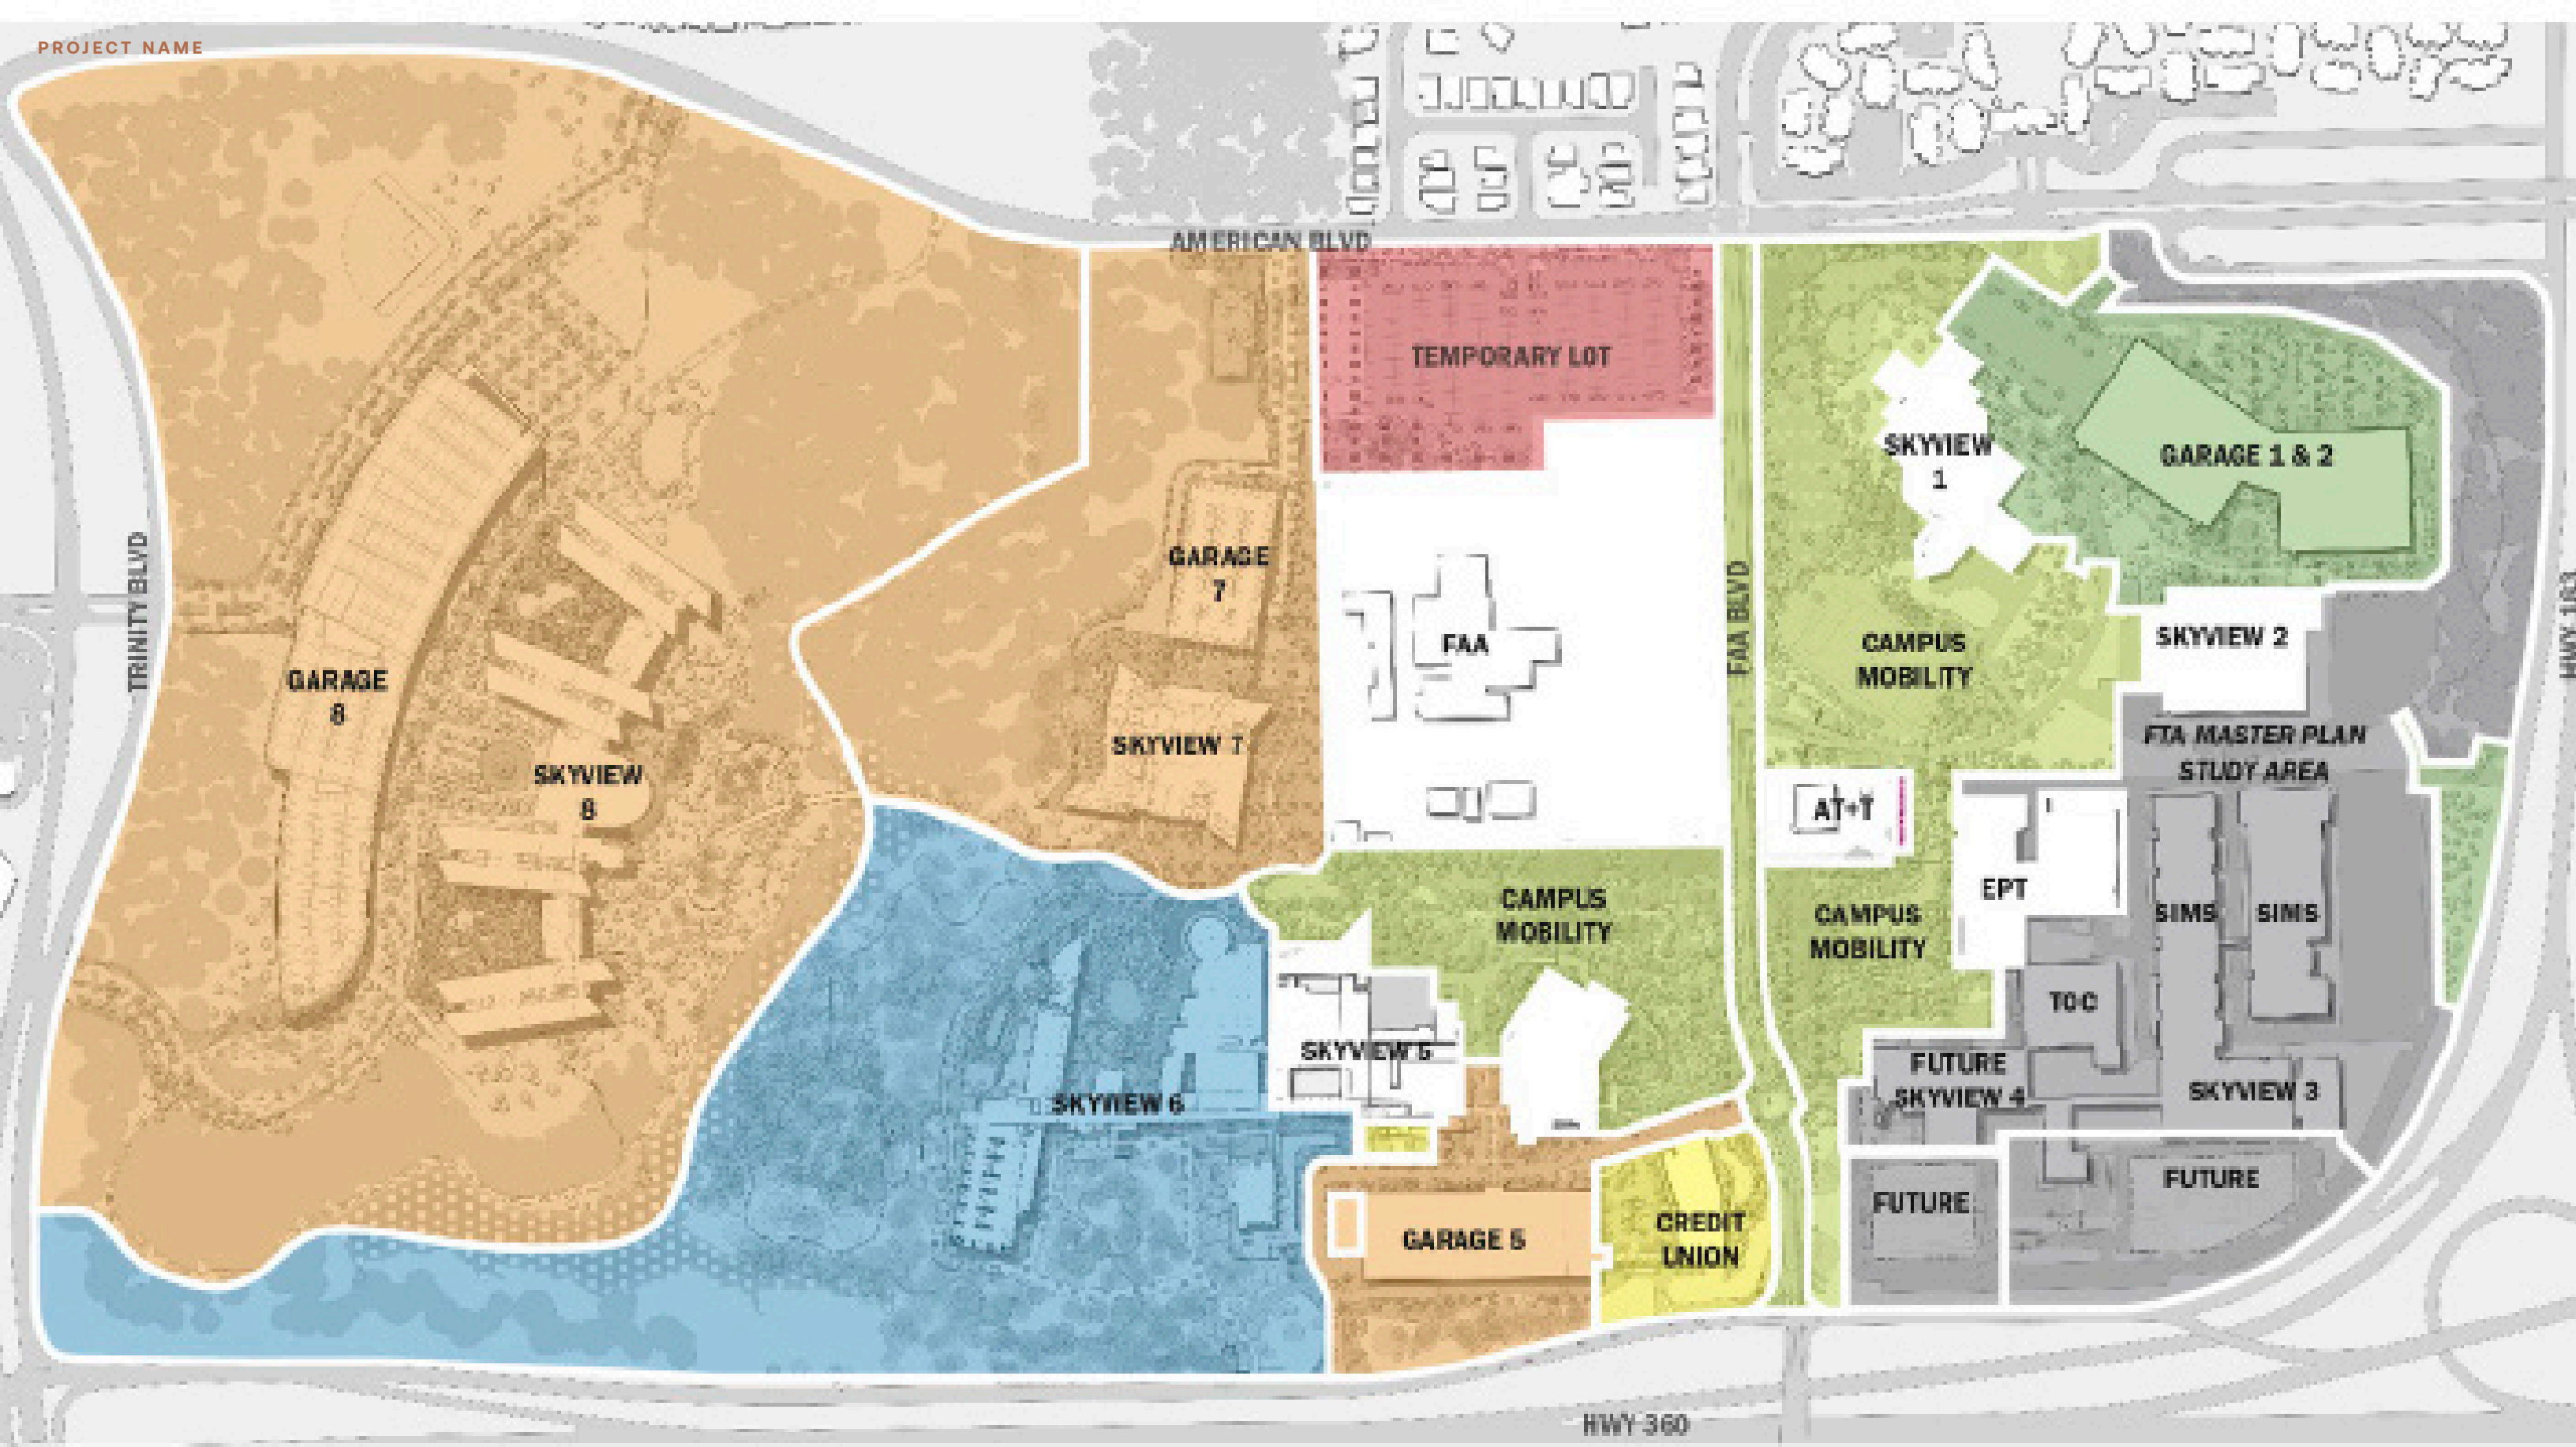 PROJECT NAME
AMERICAN BLVD
TEMPORARY LOT
SKYVIEW
1
GARAGE 1 & 2
GARAGE
7
TRINITY BLVD
FAA BLVD
HWY 183
FAA
CAMPUS
MOBILITY
SKYVIEW 2
GARAGE
8
SKYVIEW 7
FTA MASTER PLAN
STUDY AREA
SKYVIEW
8
AT+T
EPT
CAMPUS
MOBILITY
CAMPUS
MOBILITY
SIMS
SIMS
TGC
SKYVIEW 5
FUTURE
SKYVIEW 4
SKYVIEW 3
SKYVIEW 6
FUTURE
FUTURE
GARAGE 5
CREDIT
UNION
HWY 360